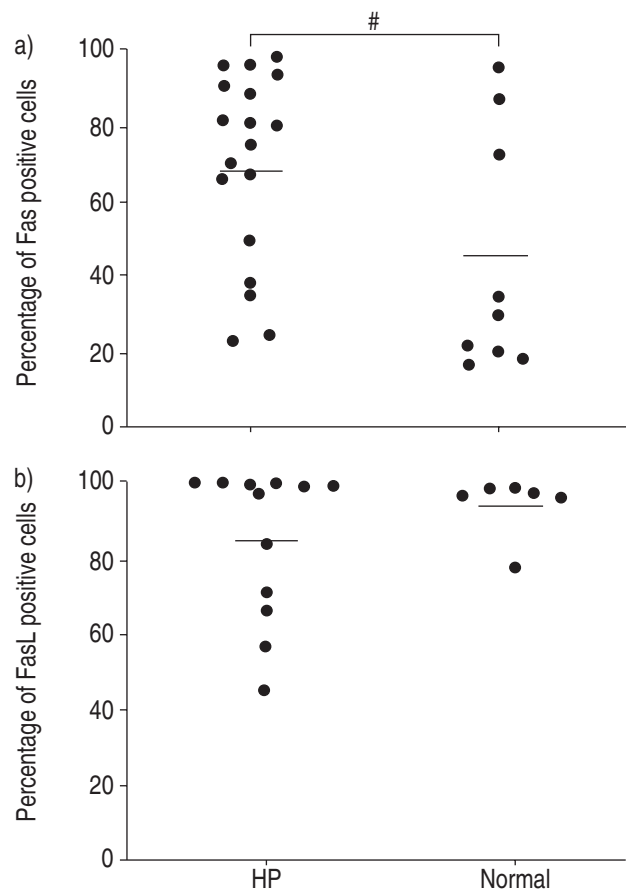 #
a)
Percentage of Fas positive cells
100
80
60
40
20
0
b)
Percentage of FasL positive cells
100
80
60
40
20
0
HP
Normal